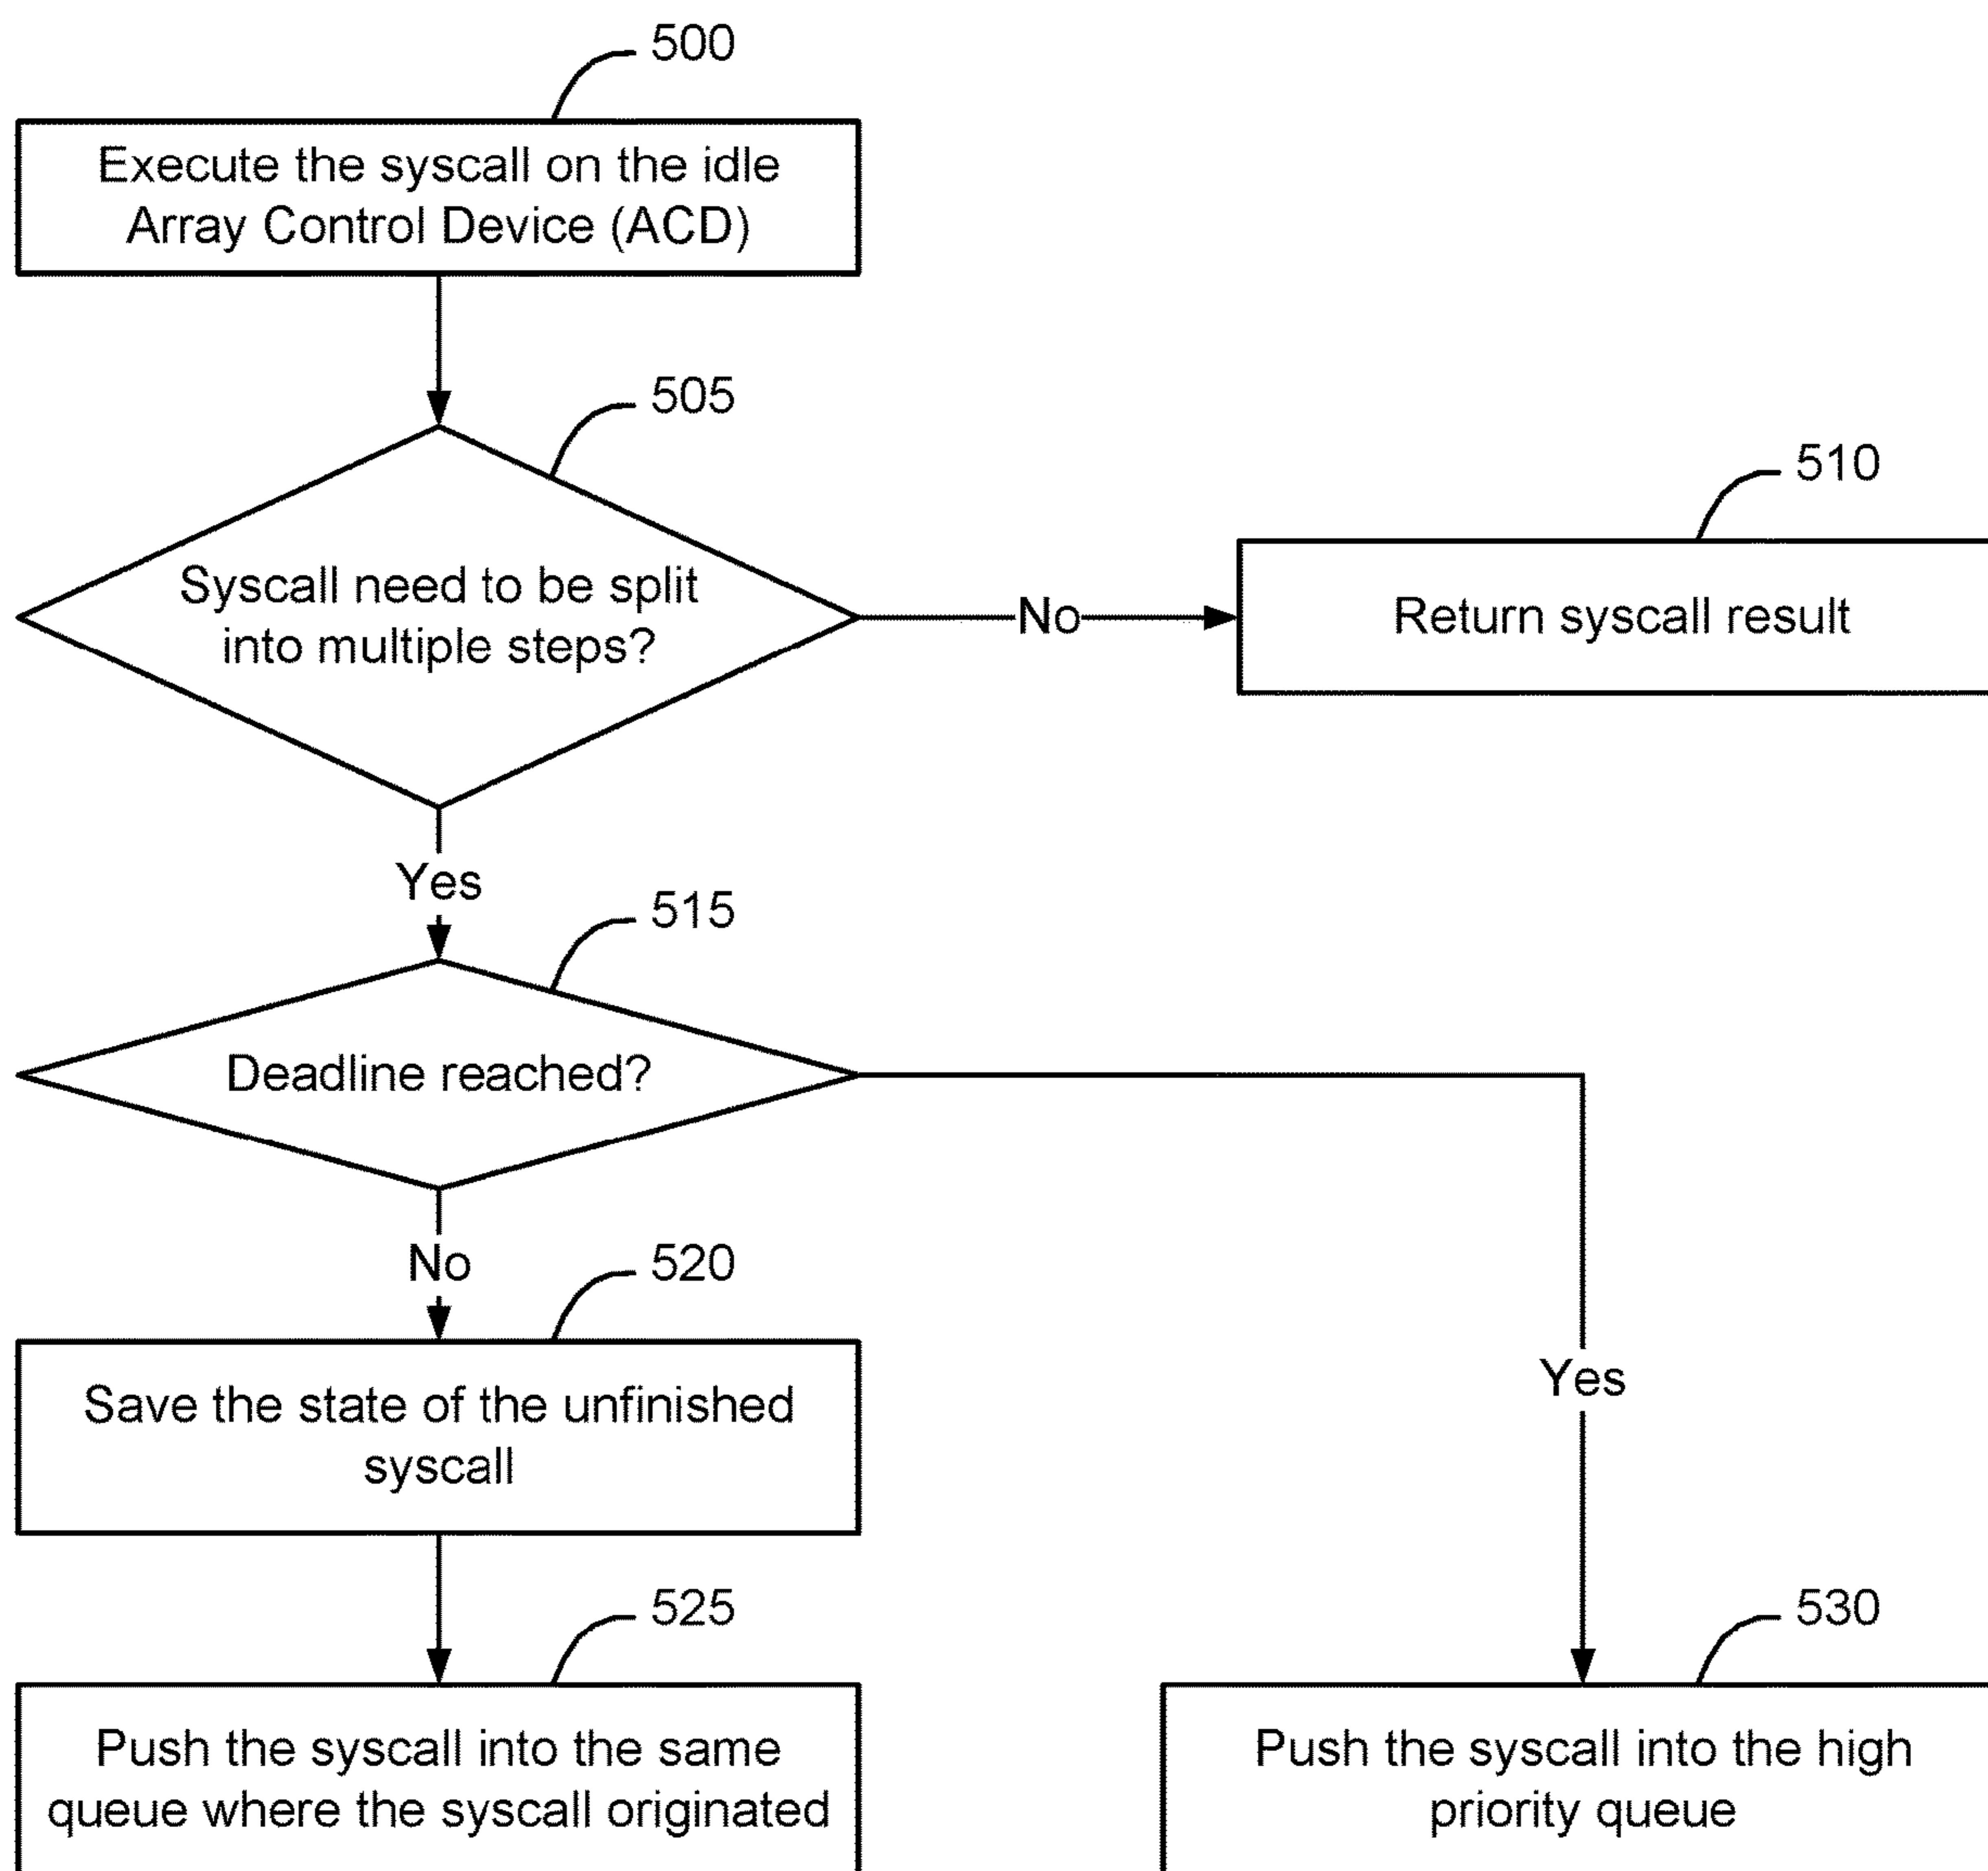 500
Execute the syscall on the idle
Array Control Device (ACD)
505
Syscall need to be split
into multiple steps?
No
510
Return syscall result
Yes
515
Deadline reached?
No
520
Save the state of the unfinished
syscall
Yes
525
Push the syscall into the same
queue where the syscall originated
530
Push the syscall into the high
priority queue